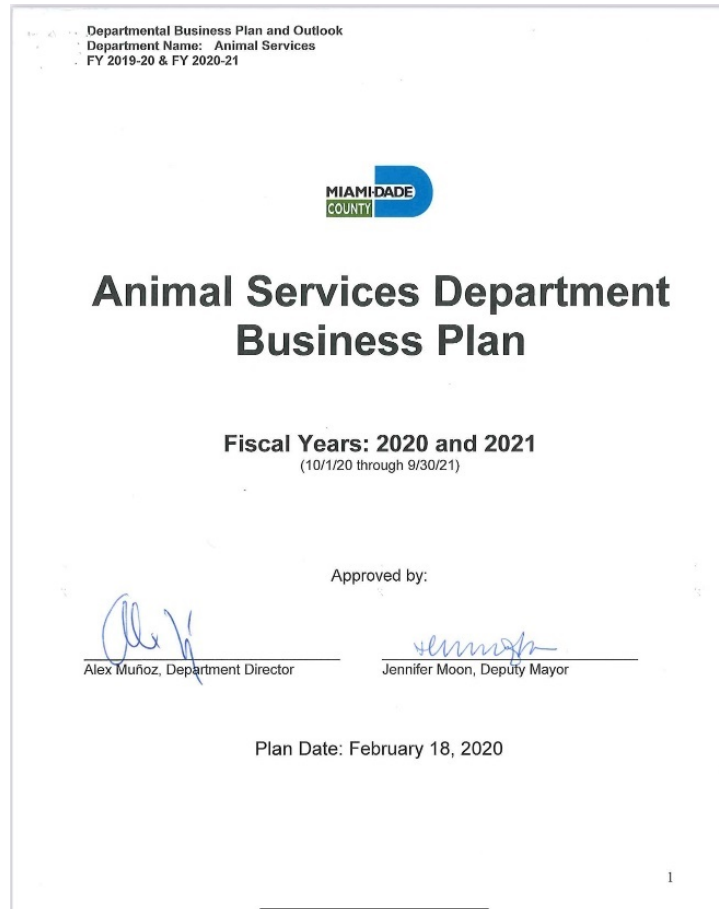 Departmental Business Plan and Outlook
Department Name: Animal Services
FY 2019-20 & FY 2020-21
MIAMI-DADE
COUNTY
Animal Services Department
Business Plan
Fiscal Years: 2020 and 2021
(10/1/20 through 9/30/21)
Approved by:
Alex Muñoz, Department Director
Jennifer Moon, Deputy Mayor
Plan Date: February 18, 2020
1